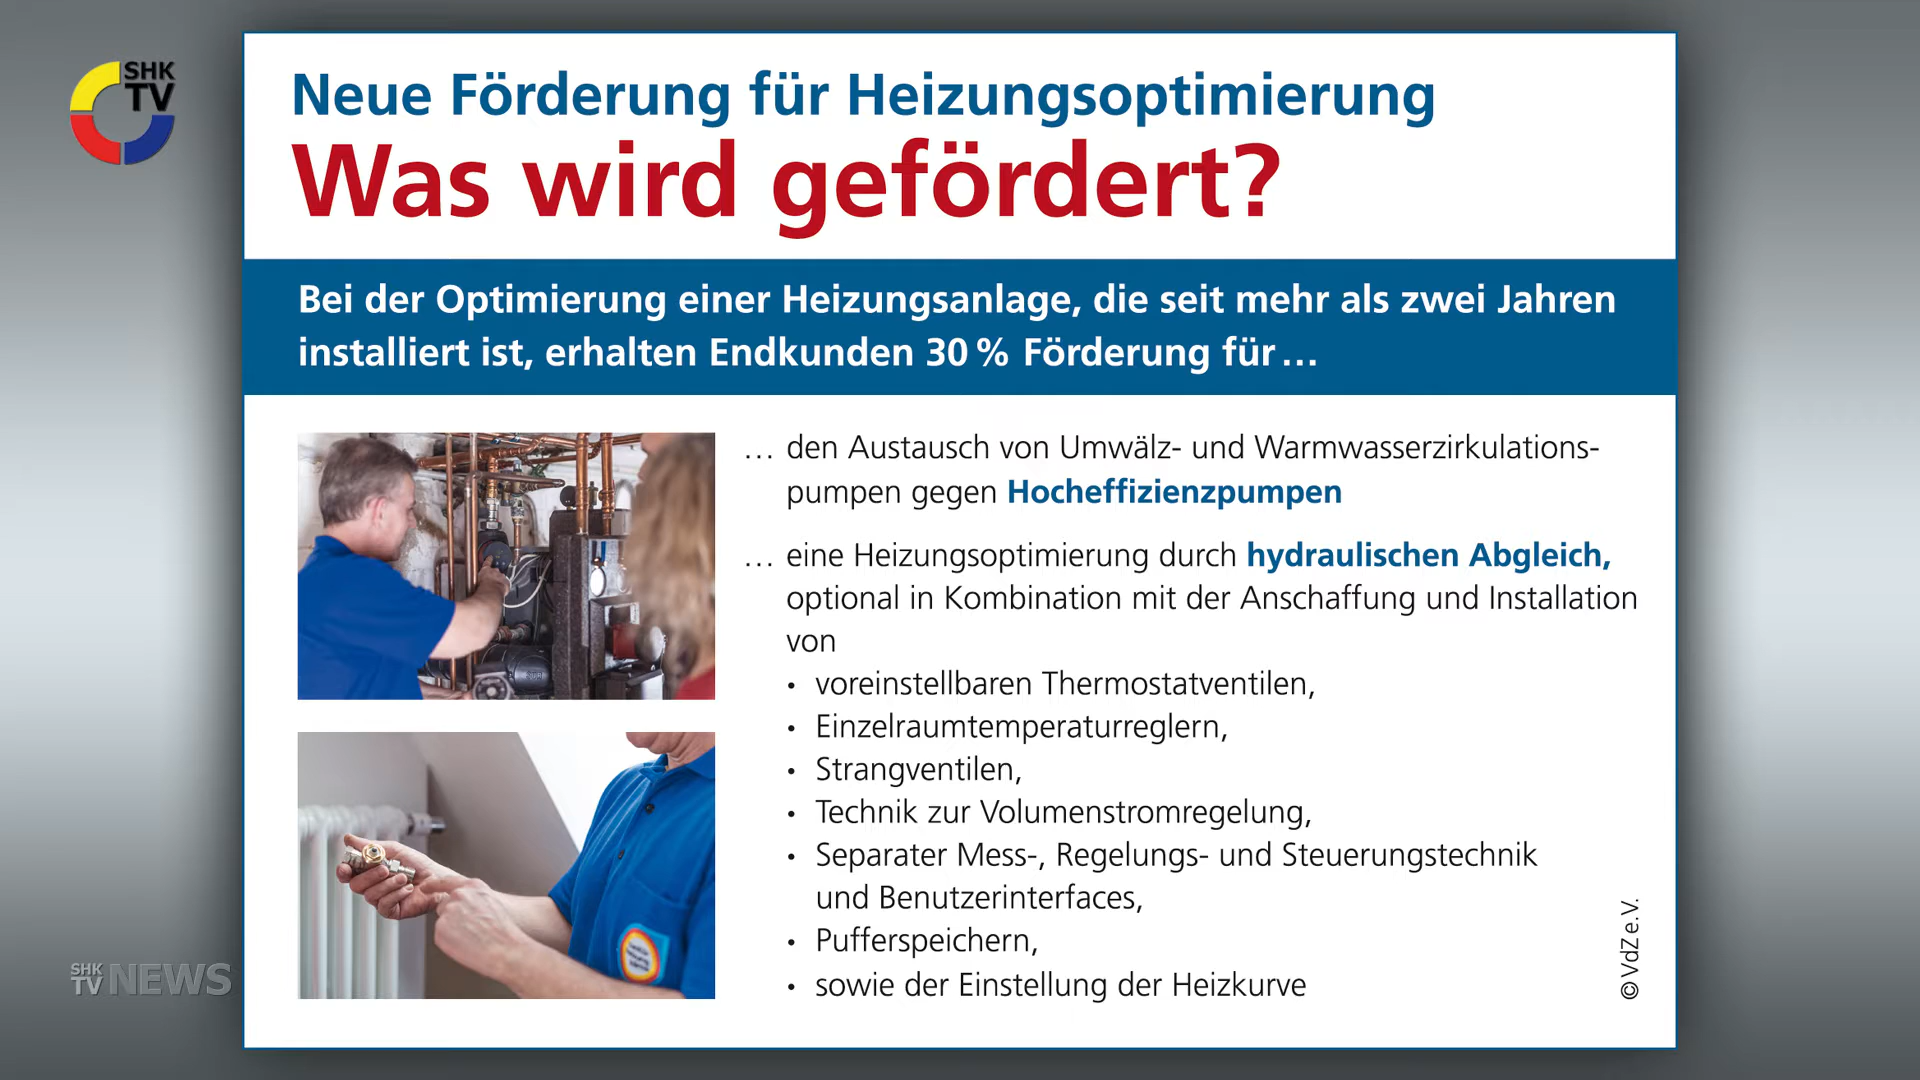 SHK
TV
Neue Förderung für Heizungsoptimierung
Was wird gefördert?
Bei der Optimierung einer Heizungsanlage, die seit mehr als zwei Jahren
installiert ist, erhalten Endkunden 30 % Förderung für ...
... den Austausch von Umwälz- und Warmwasserzirkulations-
pumpen gegen Hocheffizienzpumpen
... eine Heizungsoptimierung durch hydraulischen Abgleich,
optional in Kombination mit der Anschaffung und Installation
von
• voreinstellbaren Thermostatventilen,
• Einzelraumtemperaturreglern,
• Strangventilen,
• Technik zur Volumenstromregelung,
• Separater Mess-, Regelungs- und Steuerungstechnik
und Benutzerinterfaces,
• Pufferspeichern,
• sowie der Einstellung der Heizkurve
© VdZ e.V.
SHK TV NEWS